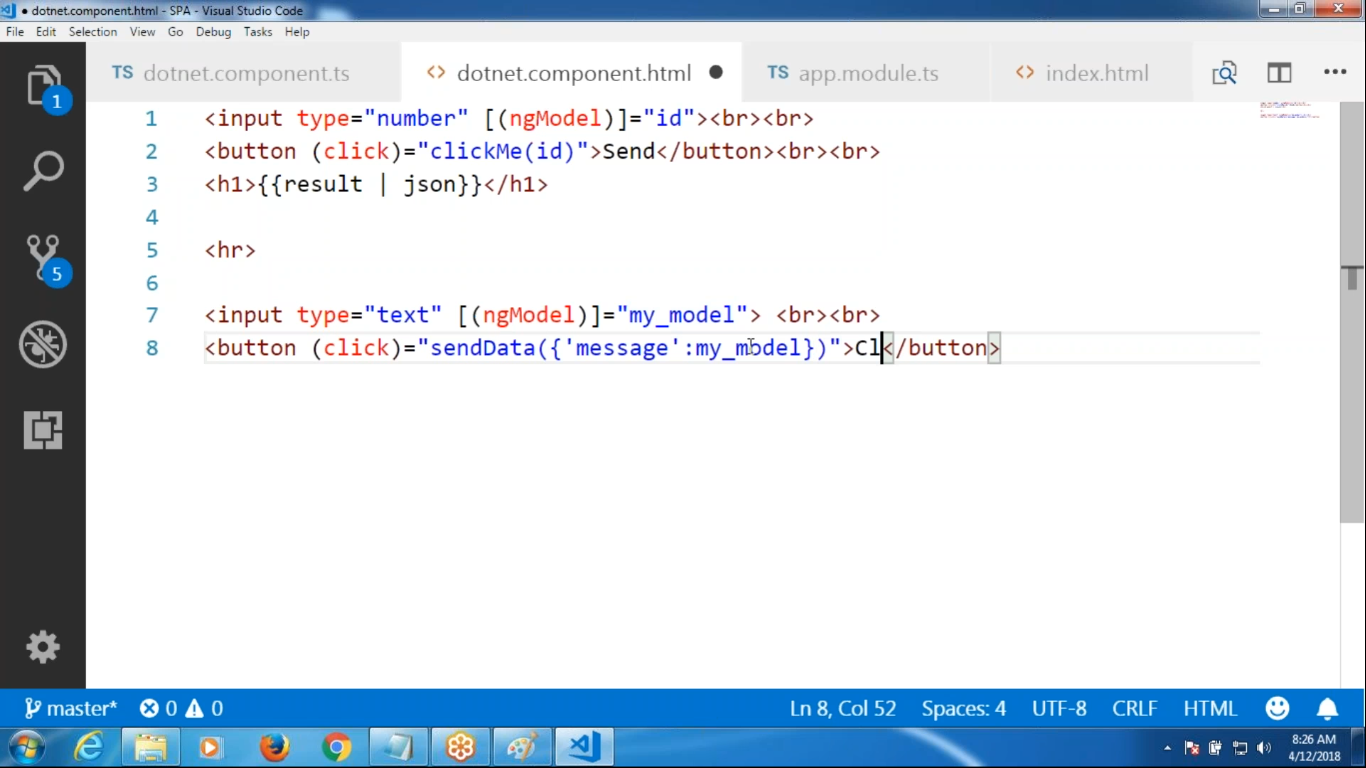 dotnet.component.html - SPA - Visual Studio Code
File Edit Selection View Go Debug Tasks Help
TS dotnet.component.ts <> dotnet.component.html ● TS app.module.ts <> index.html
1 <input type="number" [(ngModel)]="id"><br><br>
2 <button (click)="clickMe(id)">Send</button><br><br>
3 <h1>{{result | json}}</h1>
4
5 <hr>
6
7 <input type="text" [(ngModel)]="my_model"> <br><br>
8 <button (click)="sendData({'message':my_model})">Cl</button>
1
5
master* 0 0 Ln 8, Col 52 Spaces: 4 UTF-8 CRLF HTML
8:26 AM
4/12/2018